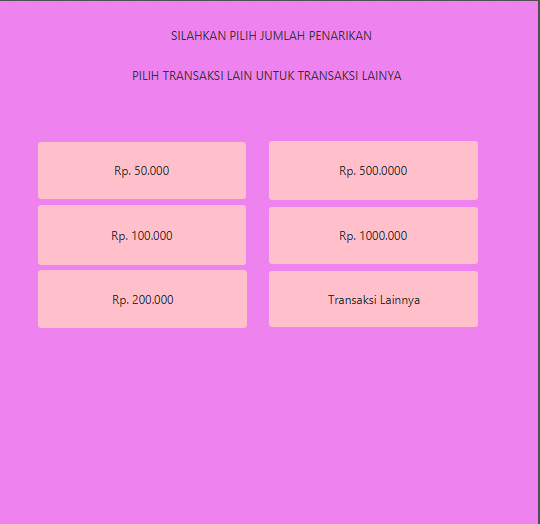 SILAHKAN PILIH JUMLAH PENARIKAN
PILIH TRANSAKSI LAIN UNTUK TRANSAKSI LAINYA
Rp. 50.000
Rp. 500.0000
Rp. 100.000
Rp. 1000.000
Rp. 200.000
Transaksi Lainnya